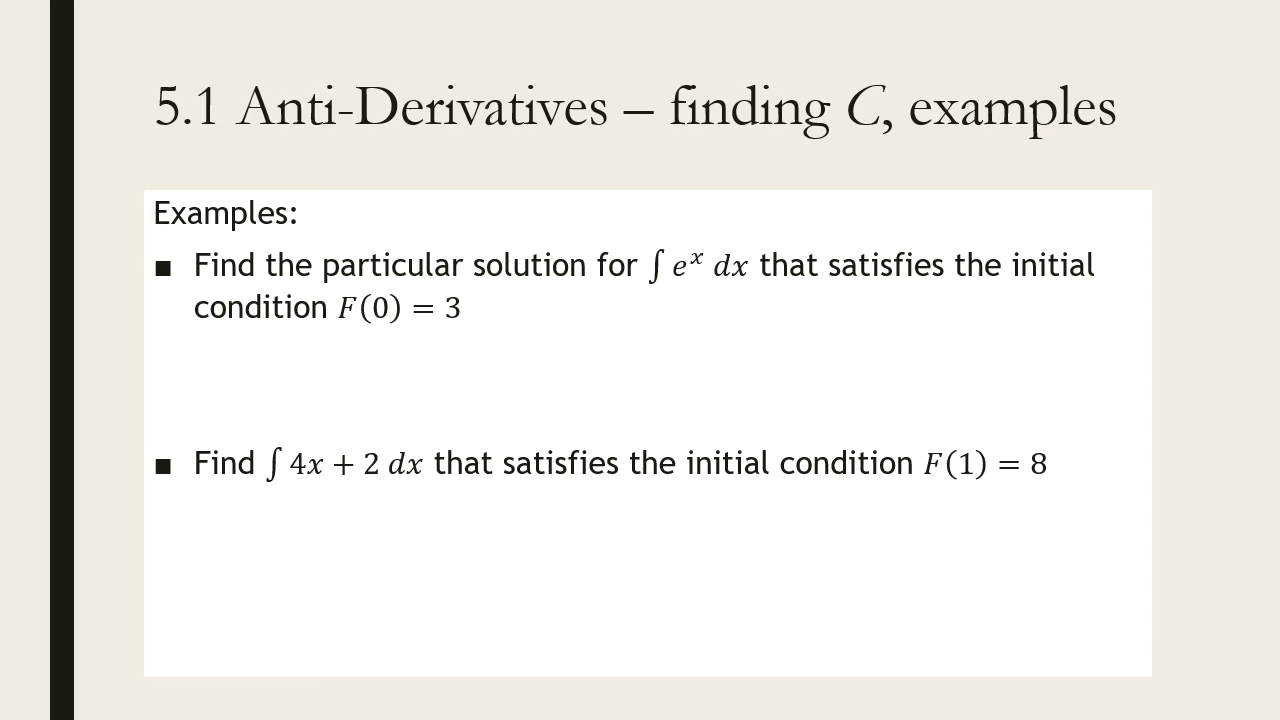 5.1 Anti-Derivatives – finding C, examples
Examples:
■ Find the particular solution for ∫ eˣ dx that satisfies the initial
condition F(0) = 3
■ Find ∫ 4x + 2 dx that satisfies the initial condition F(1) = 8